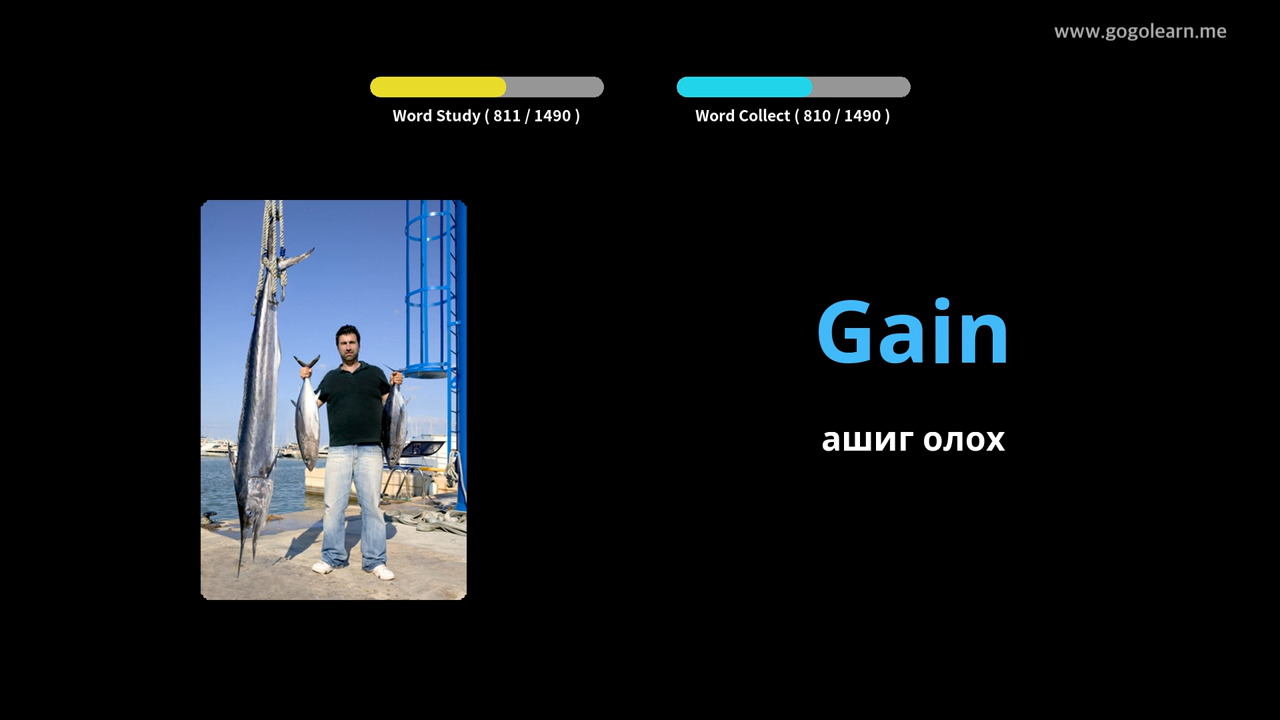 www.gogolearn.me
Word Study ( 811 / 1490 )
Word Collect ( 810 / 1490 )
Gain
ашиг олох